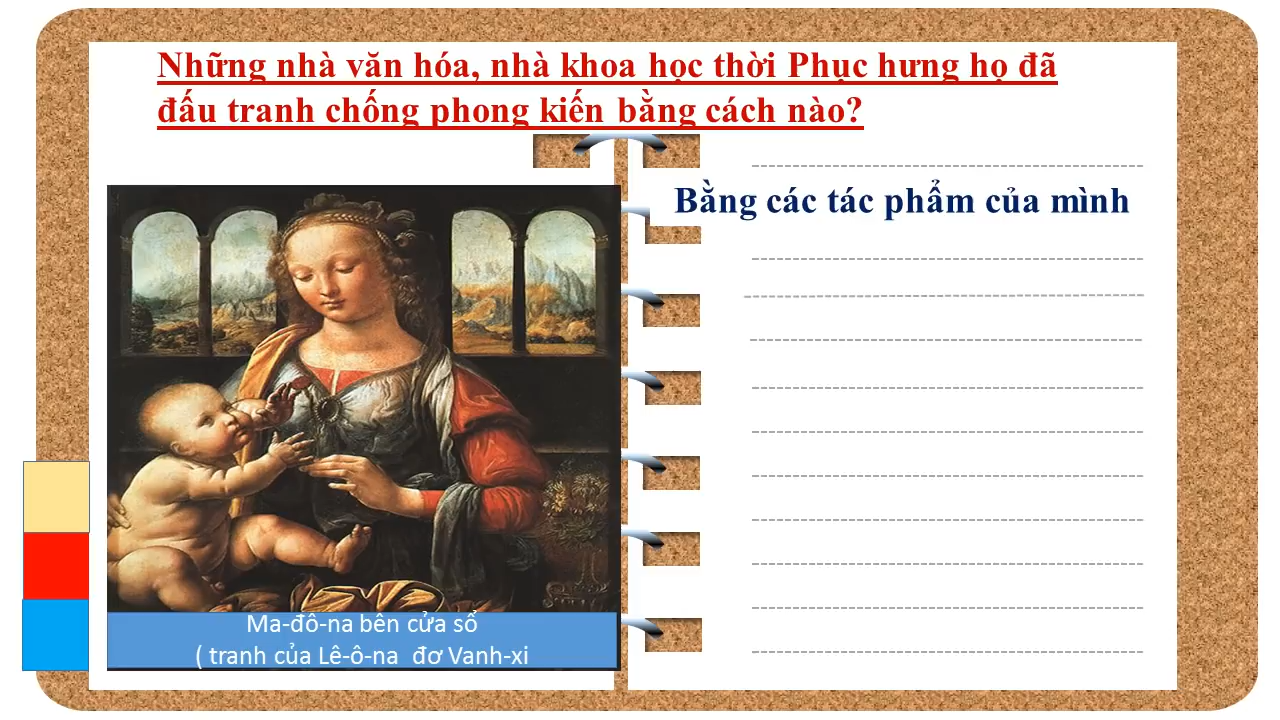 Những nhà văn hóa, nhà khoa học thời Phục hưng họ đã
đấu tranh chống phong kiến bằng cách nào?
Bằng các tác phẩm của mình
Ma-đô-na bên cửa sổ
( tranh của Lê-ô-na đơ Vanh-xi